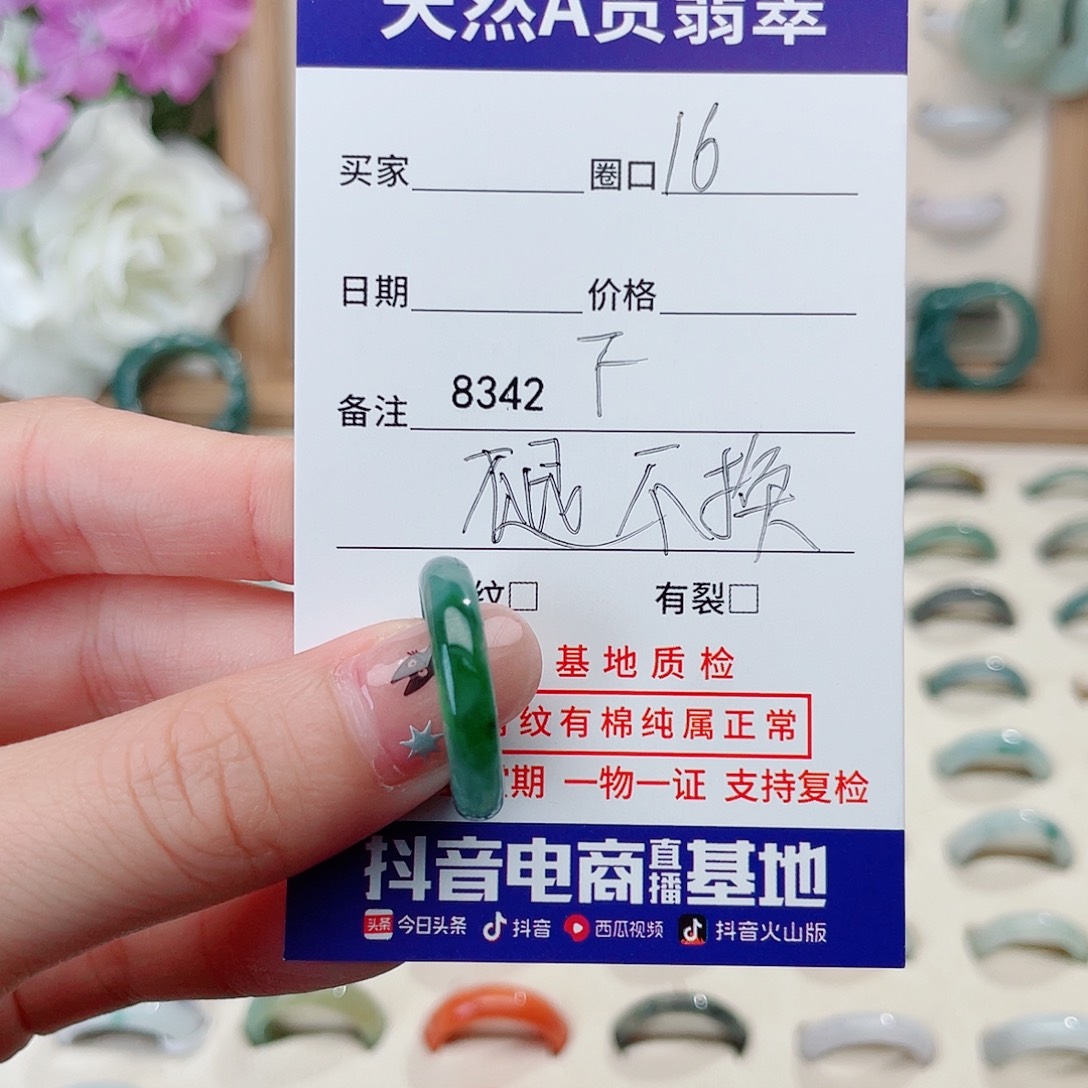 天然A货翡翠
买家 圈口 16
日期 价格
备注 8342 下
不退 不换
纹□ 有裂□
基地质检
纹有棉纯属正常
期 一物一证 支持复检
抖音电商直播基地
头条 今日头条 抖音 西瓜视频 抖音火山版